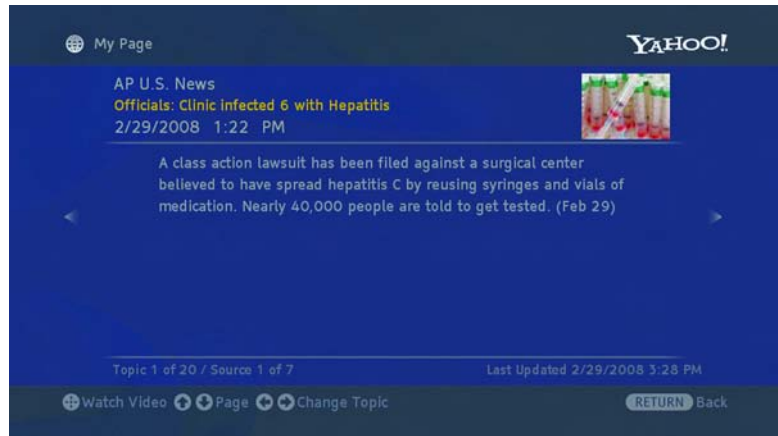 My Page
YAHOO!
AP U.S. News
Officials: Clinic infected 6 with Hepatitis
2/29/2008 1:22 PM
A class action lawsuit has been filed against a surgical center
believed to have spread hepatitis C by reusing syringes and vials of
medication. Nearly 40,000 people are told to get tested. (Feb 29)
Topic 1 of 20 / Source 1 of 7
Last Updated 2/29/2008 3:28 PM
Watch Video Page Change Topic
RETURN Back